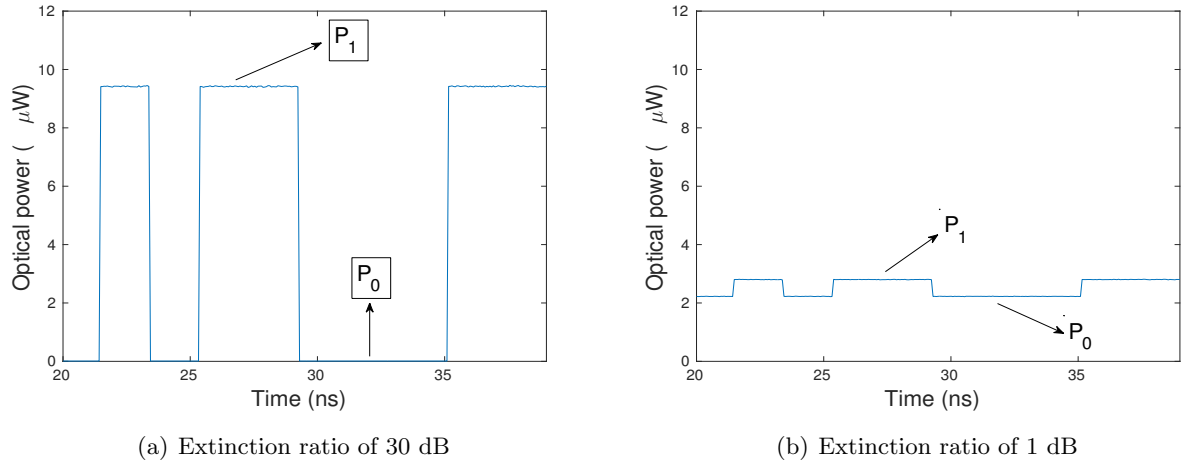 12
10
8
6
4
2
0
20
25
30
35
Optical power ( μW)
Time (ns)
P1
P0
(a) Extinction ratio of 30 dB
12
10
8
6
4
2
0
20
25
30
35
Optical power ( μW)
Time (ns)
P1
P0
(b) Extinction ratio of 1 dB